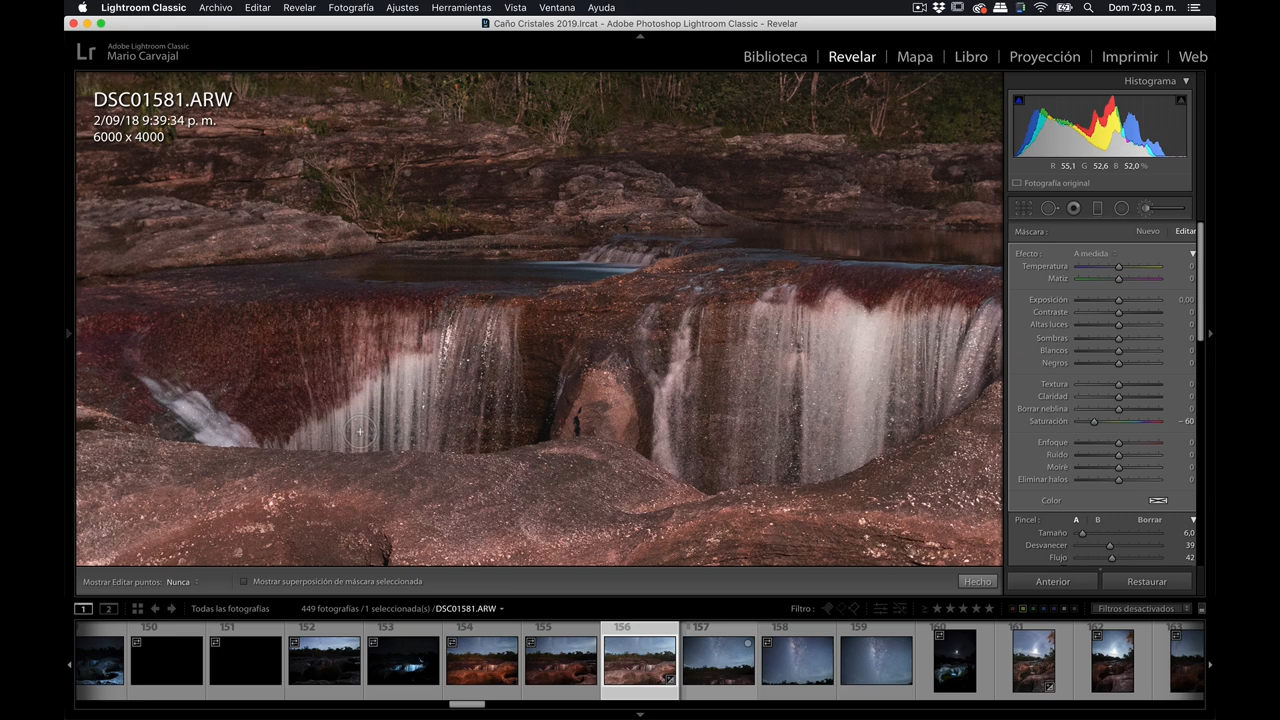 Lightroom Classic Archivo Editar Revelar Fotografía Ajustes Herramientas Vista Ventana Ayuda Dom 7:03 p. m.
Caño Cristales 2019.lrcat - Adobe Photoshop Lightroom Classic - Revelar
Lr Adobe Lightroom Classic
Mario Carvajal
Biblioteca | Revelar | Mapa | Libro | Proyección | Imprimir | Web
DSC01581.ARW
2/09/18 9:39:34 p. m.
6000 x 4000
Histograma
R 55,1 G 52,6 B 52,0 %
Fotografía original
Máscara : Nuevo Editar
Efecto : A medida
Temperatura 0
Matiz 0
Exposición 0,00
Contraste 0
Altas luces 0
Sombras 0
Blancos 0
Negros 0
Textura 0
Claridad 0
Borrar neblina 0
Saturación – 60
Enfoque 0
Ruido 0
Moiré 0
Eliminar halos 0
Color
Pincel : A B Borrar
Tamaño 6,0
Desvanecer 39
Flujo 42
Mostrar Editar puntos: Nunca Mostrar superposición de máscara seleccionada Hecho
Anterior Restaurar
1 2 Todas las fotografías 449 fotografías / 1 seleccionada(s) / DSC01581.ARW Filtro : Filtros desactivados
150 151 152 153 154 155 156 157 158 159 160 161 162 163